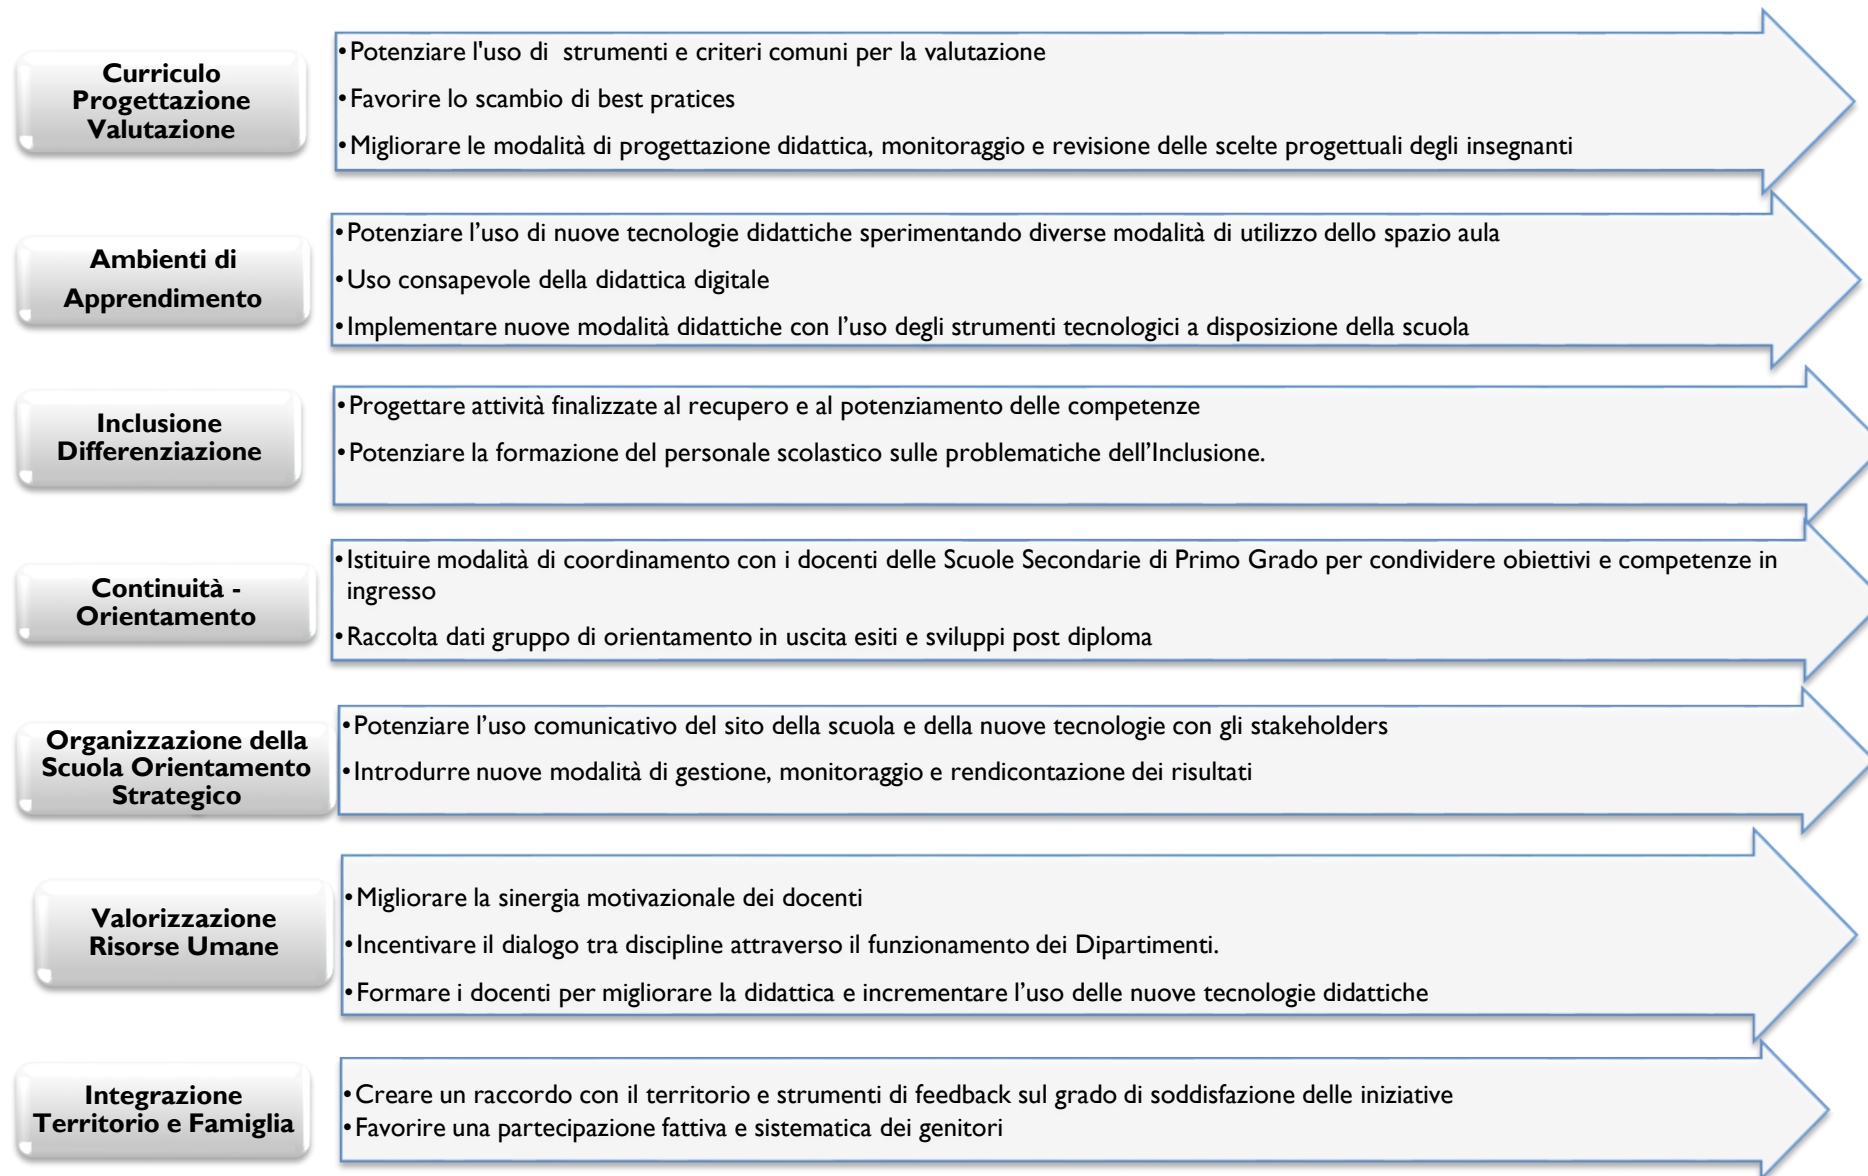 Curriculo
Progettazione
Valutazione
•Potenziare l'uso di  strumenti e criteri comuni per la valutazione
•Favorire lo scambio di best pratices
•Migliorare le modalità di progettazione didattica, monitoraggio e revisione delle scelte progettuali degli insegnanti
Ambienti di
Apprendimento
•Potenziare l’uso di nuove tecnologie didattiche sperimentando diverse modalità di utilizzo dello spazio aula
•Uso consapevole della didattica digitale
•Implementare nuove modalità didattiche con l’uso degli strumenti tecnologici a disposizione della scuola
Inclusione
Differenziazione
•Progettare attività finalizzate al recupero e al potenziamento delle competenze
•Potenziare la formazione del personale scolastico sulle problematiche dell’Inclusione.
Continuità -
Orientamento
•Istituire modalità di coordinamento con i docenti delle Scuole Secondarie di Primo Grado per condividere obiettivi e competenze in
ingresso
•Raccolta dati gruppo di orientamento in uscita esiti e sviluppi post diploma
Organizzazione della
Scuola Orientamento
Strategico
•Potenziare l’uso comunicativo del sito della scuola e della nuove tecnologie con gli stakeholders
•Introdurre nuove modalità di gestione, monitoraggio e rendicontazione dei risultati
Valorizzazione
Risorse Umane
•Migliorare la sinergia motivazionale dei docenti
•Incentivare il dialogo tra discipline attraverso il funzionamento dei Dipartimenti.
•Formare i docenti per migliorare la didattica e incrementare l’uso delle nuove tecnologie didattiche
Integrazione
Territorio e Famiglia
•Creare un raccordo con il territorio e strumenti di feedback sul grado di soddisfazione delle iniziative
•Favorire una partecipazione fattiva e sistematica dei genitori